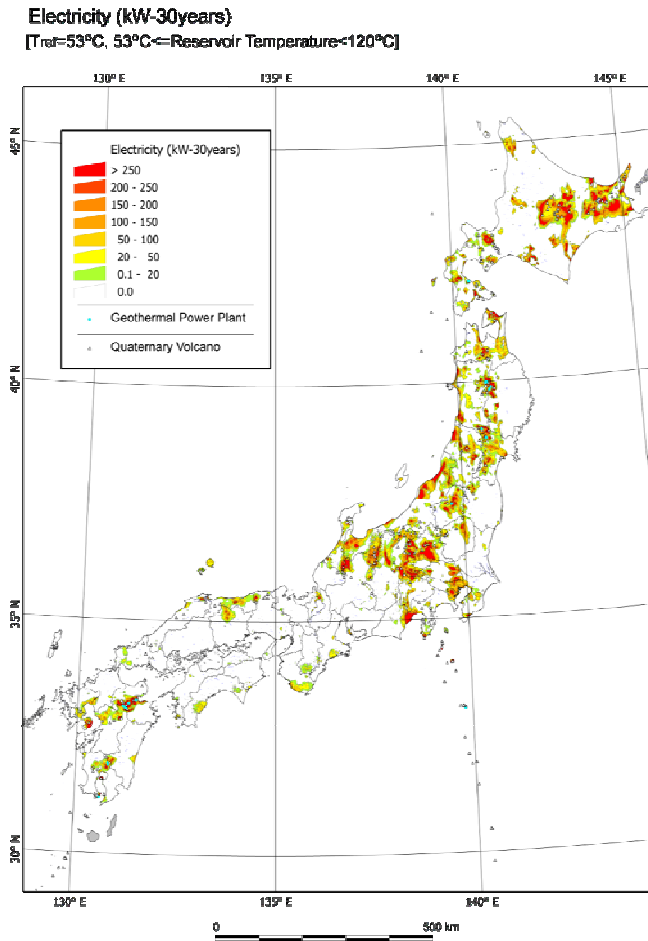 Electricity (kW-30years)
[Tref=53°C, 53°C<=Reservoir Temperature<120°C]
130° E 135° E 140° E 145° E
45° N
Electricity (kW-30years)
> 250
200 - 250
150 - 200
100 - 150
50 - 100
20 - 50
0.1 - 20
0.0
Geothermal Power Plant
Quaternary Volcano
40° N
35° N
30° N
130° E 135° E 140° E
0 500 km